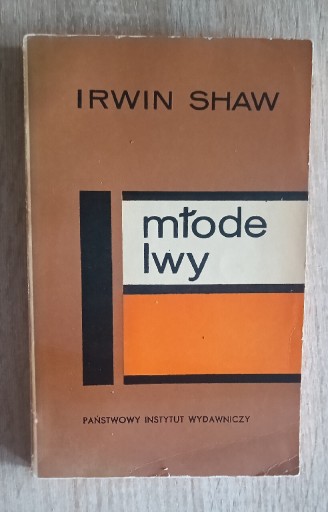 IRWIN SHAW
młode
lwy
PAŃSTWOWY INSTYTUT WYDAWNICZY